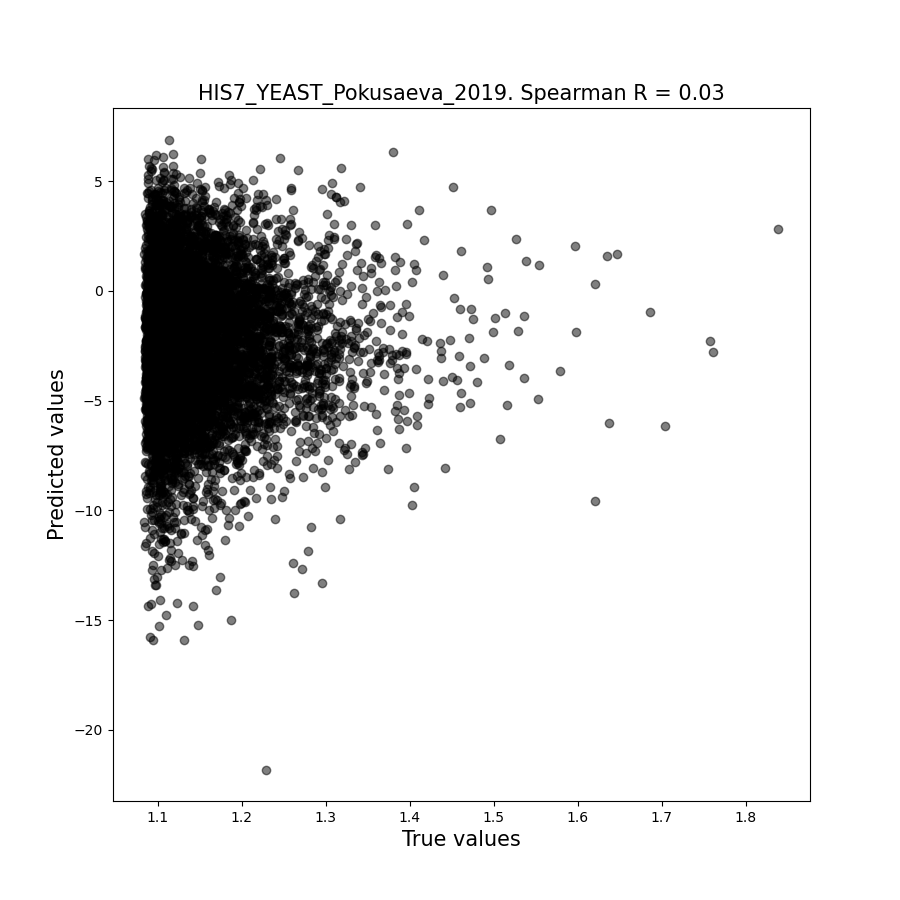 HIS7_YEAST_Pokusaeva_2019. Spearman R = 0.03
Predicted values
5
0
−5
−10
−15
−20
1.1 1.2 1.3 1.4 1.5 1.6 1.7 1.8
True values